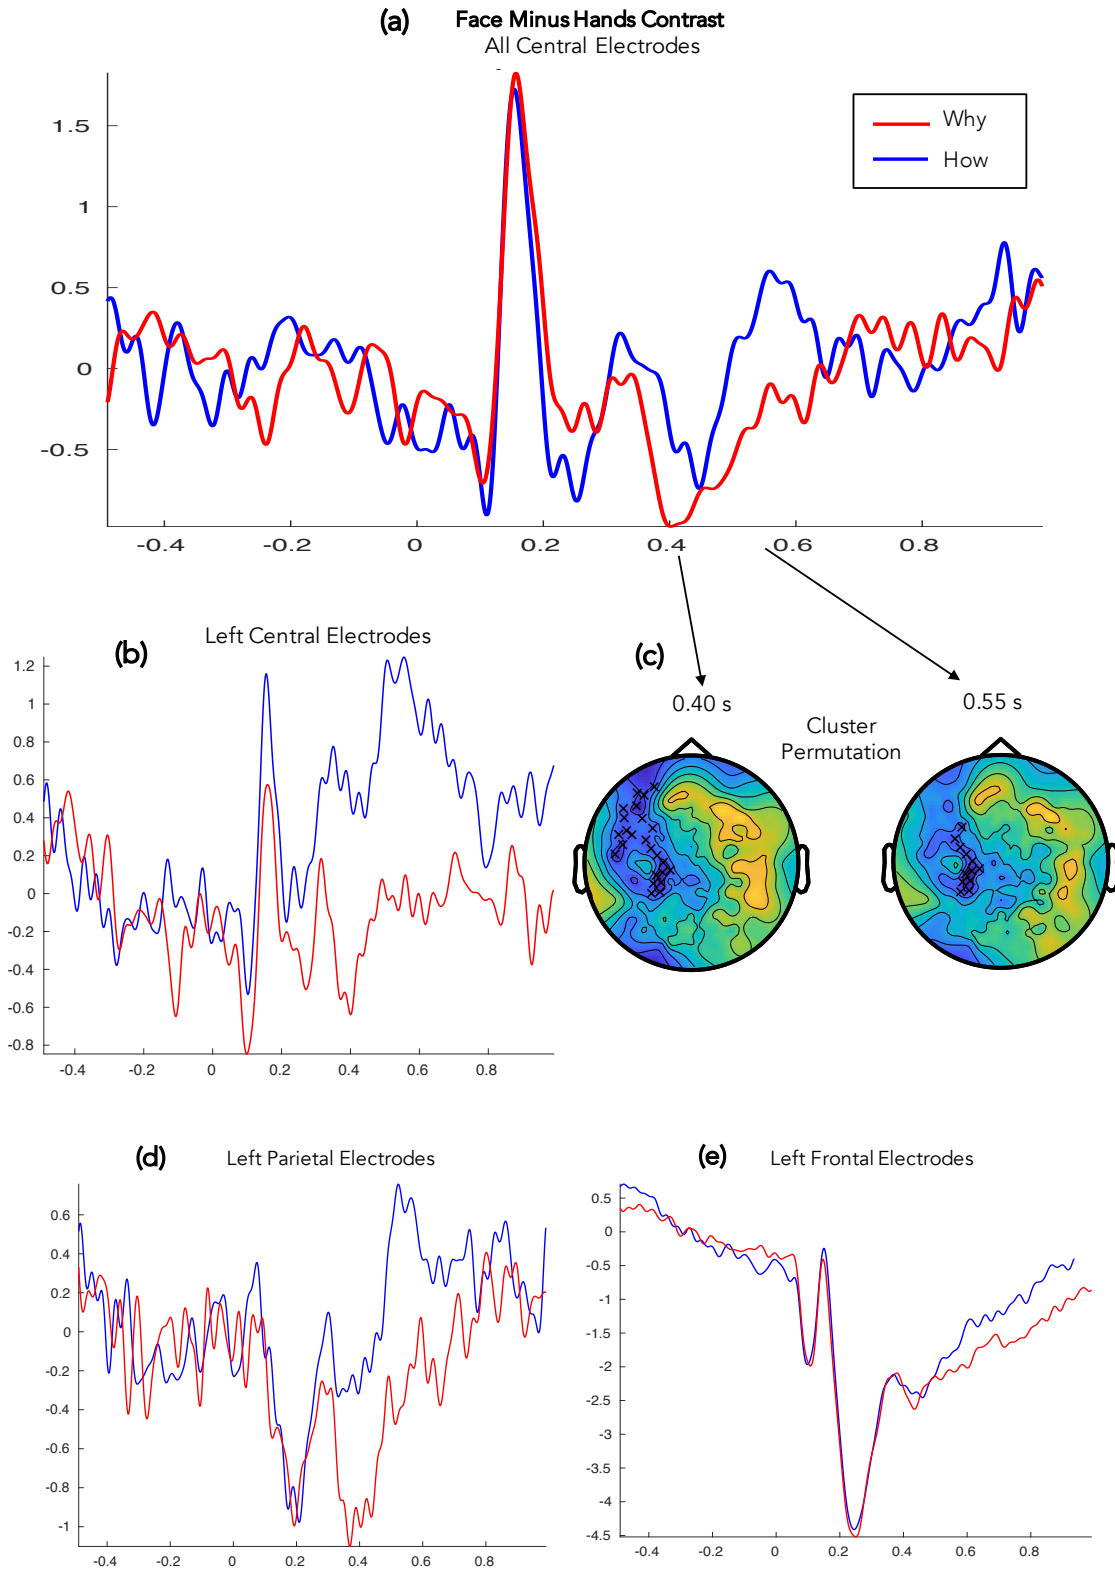 (a) Face Minus Hands Contrast
All Central Electrodes
Why
How
1.5
1
0.5
0
-0.5
-0.4 -0.2 0 0.2 0.4 0.6 0.8
(b) Left Central Electrodes
1.2
1
0.8
0.6
0.4
0.2
0
-0.2
-0.4
-0.6
-0.8
-0.4 -0.2 0 0.2 0.4 0.6 0.8
(c)
0.40 s
0.55 s
Cluster
Permutation
(d) Left Parietal Electrodes
0.6
0.4
0.2
0
-0.2
-0.4
-0.6
-0.8
-1
-0.4 -0.2 0 0.2 0.4 0.6 0.8
(e) Left Frontal Electrodes
0.5
0
-0.5
-1
-1.5
-2
-2.5
-3
-3.5
-4
-4.5
-0.4 -0.2 0 0.2 0.4 0.6 0.8